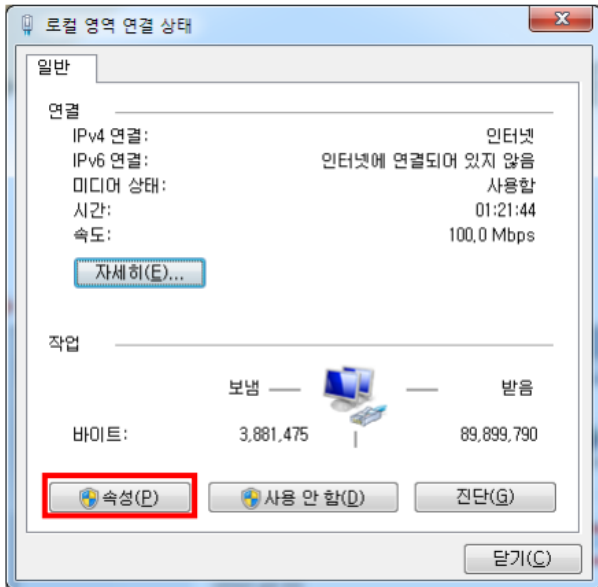 로컬 영역 연결 상태
일반
연결
IPv4 연결: 인터넷
IPv6 연결: 인터넷에 연결되어 있지 않음
미디어 상태: 사용함
시간: 01:21:44
속도: 100.0 Mbps
자세히(E)...
작업
보냄 받음
바이트: 3,881,475 89,899,790
속성(P) 사용 안 함(D) 진단(G)
닫기(C)